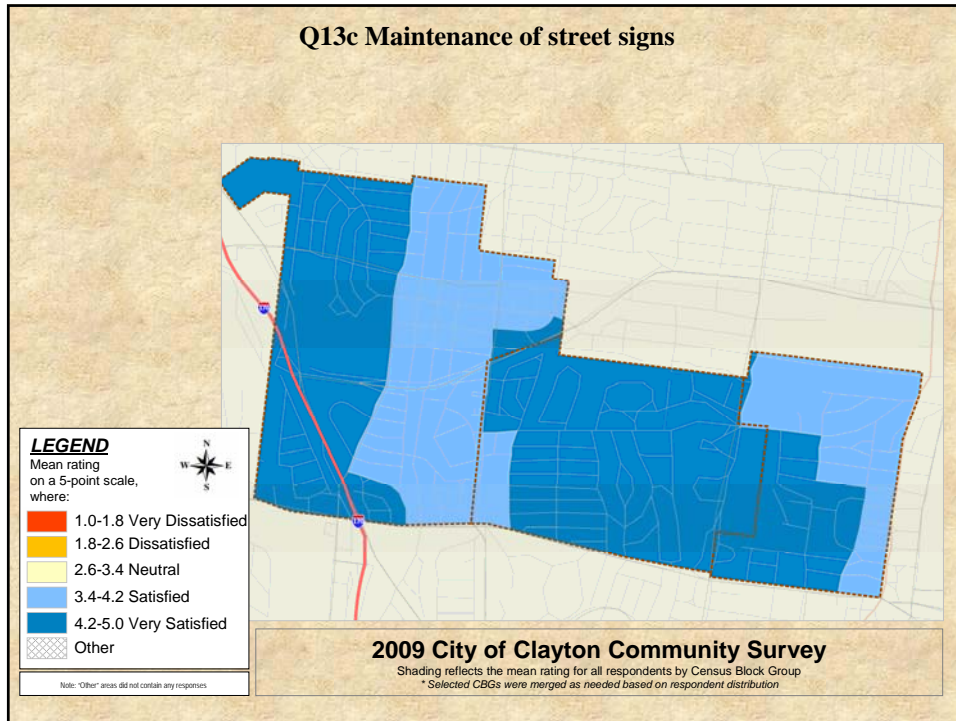 Q13c Maintenance of street signs
LEGEND
Mean rating
on a 5-point scale,
where:
N
W E
S
1.0-1.8 Very Dissatisfied
1.8-2.6 Dissatisfied
2.6-3.4 Neutral
3.4-4.2 Satisfied
4.2-5.0 Very Satisfied
Other
Note: "Other" areas did not contain any responses
2009 City of Clayton Community Survey
Shading reflects the mean rating for all respondents by Census Block Group
* Selected CBGs were merged as needed based on respondent distribution